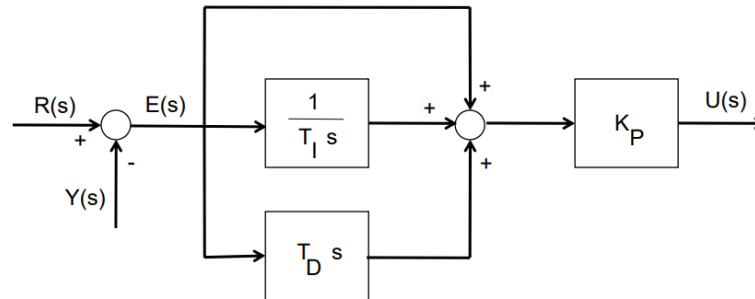 R(s)
+
-
Y(s)
E(s)
1
T_I s
T_D s
+
+
+
K_P
U(s)